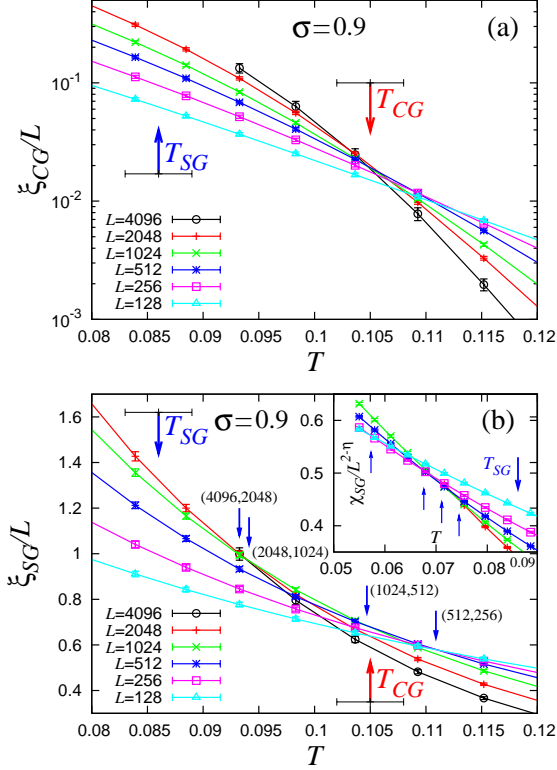 σ=0.9 (a)
T_CG
T_SG
ξ_CG/L
10^-1
10^-2
10^-3
L=4096
L=2048
L=1024
L=512
L=256
L=128
0.08 0.085 0.09 0.095 0.1 0.105 0.11 0.115 0.12
T
σ=0.9 (b)
T_SG
ξ_SG/L
1.6
1.4
1.2
1
0.8
0.6
0.4
(4096,2048)
(2048,1024)
(1024,512)
(512,256)
χ_SG/L^2-η
0.6
0.5
0.4
T_SG
T
0.05 0.06 0.07 0.08 0.09
L=4096
L=2048
L=1024
L=512
L=256
L=128
T_CG
0.08 0.085 0.09 0.095 0.1 0.105 0.11 0.115 0.12
T